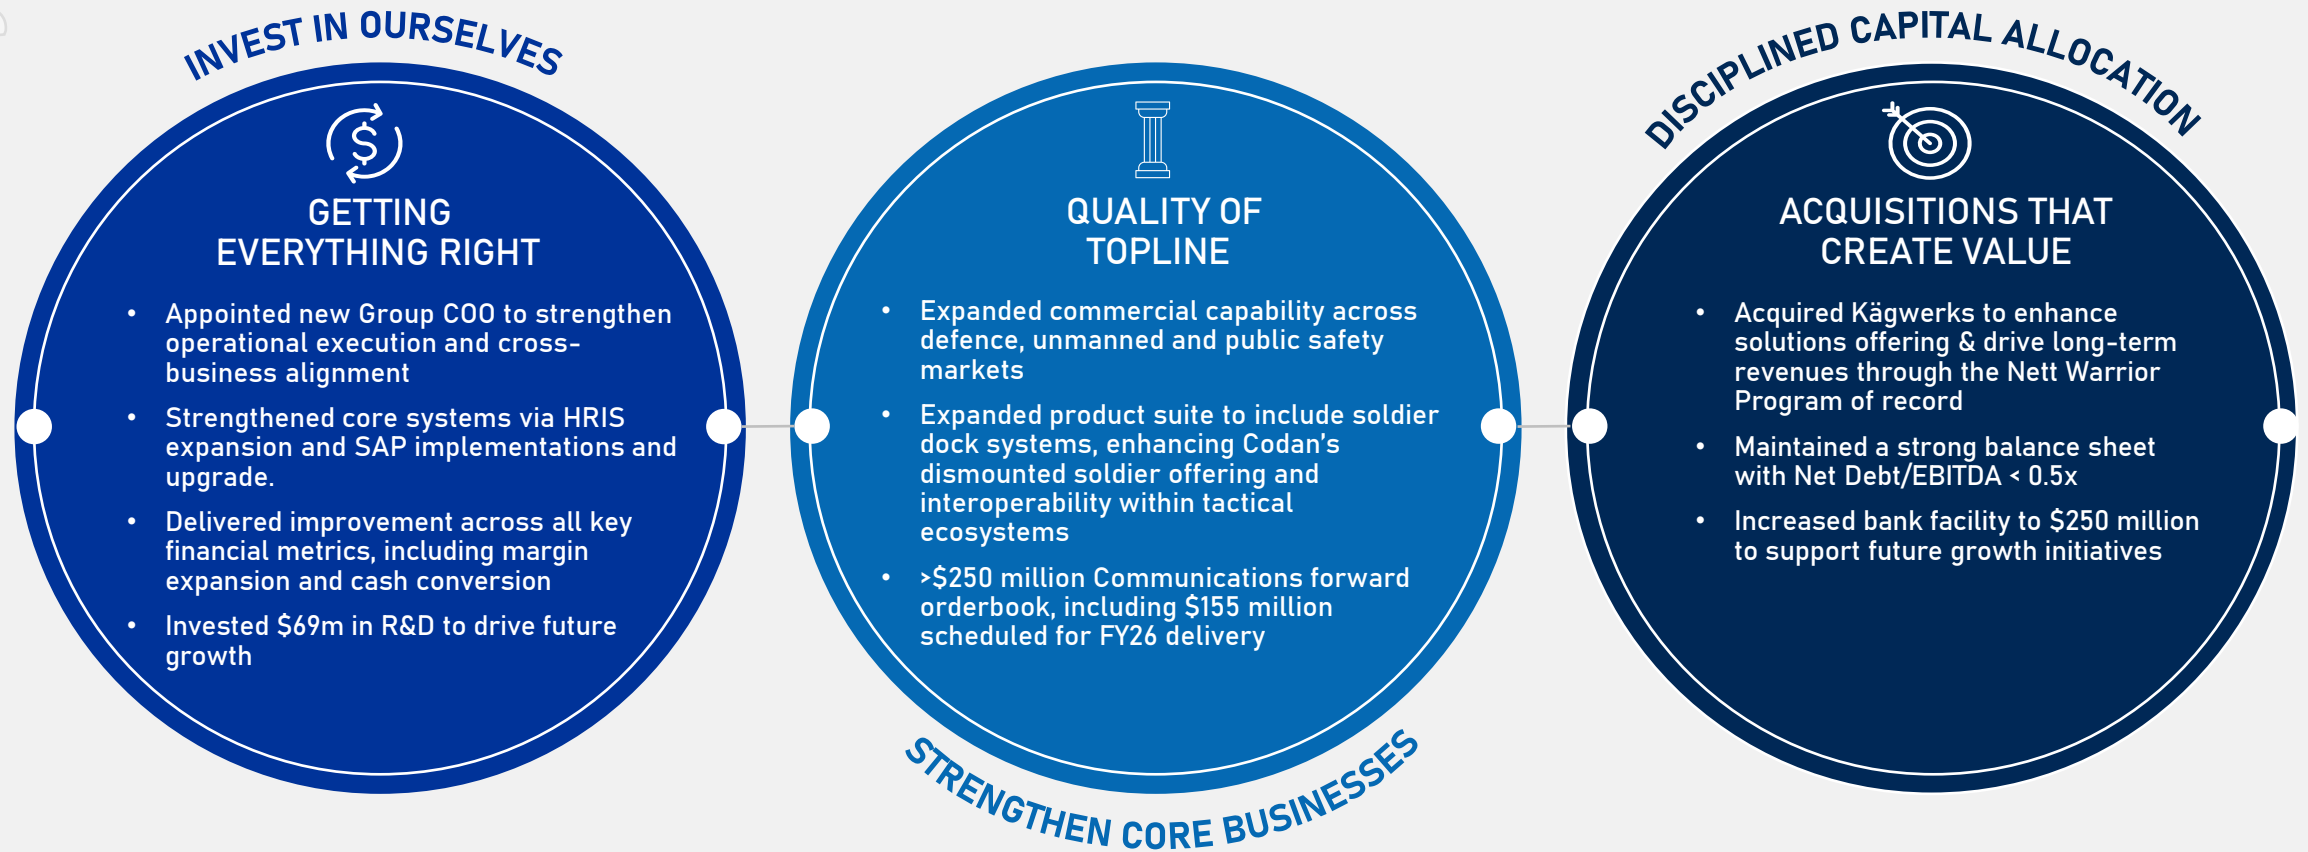 INVEST IN OURSELVES
GETTING
EVERYTHING RIGHT
• Appointed new Group COO to strengthen
operational execution and cross-
business alignment
• Strengthened core systems via HRIS
expansion and SAP implementations and
upgrade.
• Delivered improvement across all key
financial metrics, including margin
expansion and cash conversion
• Invested $69m in R&D to drive future
growth
QUALITY OF
TOPLINE
• Expanded commercial capability across
defence, unmanned and public safety
markets
• Expanded product suite to include soldier
dock systems, enhancing Codan's
dismounted soldier offering and
interoperability within tactical
ecosystems
• >$250 million Communications forward
orderbook, including $155 million
scheduled for FY26 delivery
STRENGTHEN CORE BUSINESSES
DISCIPLINED CAPITAL ALLOCATION
ACQUISITIONS THAT
CREATE VALUE
• Acquired Kägwerks to enhance
solutions offering & drive long-term
revenues through the Nett Warrior
Program of record
• Maintained a strong balance sheet
with Net Debt/EBITDA < 0.5x
• Increased bank facility to $250 million
to support future growth initiatives